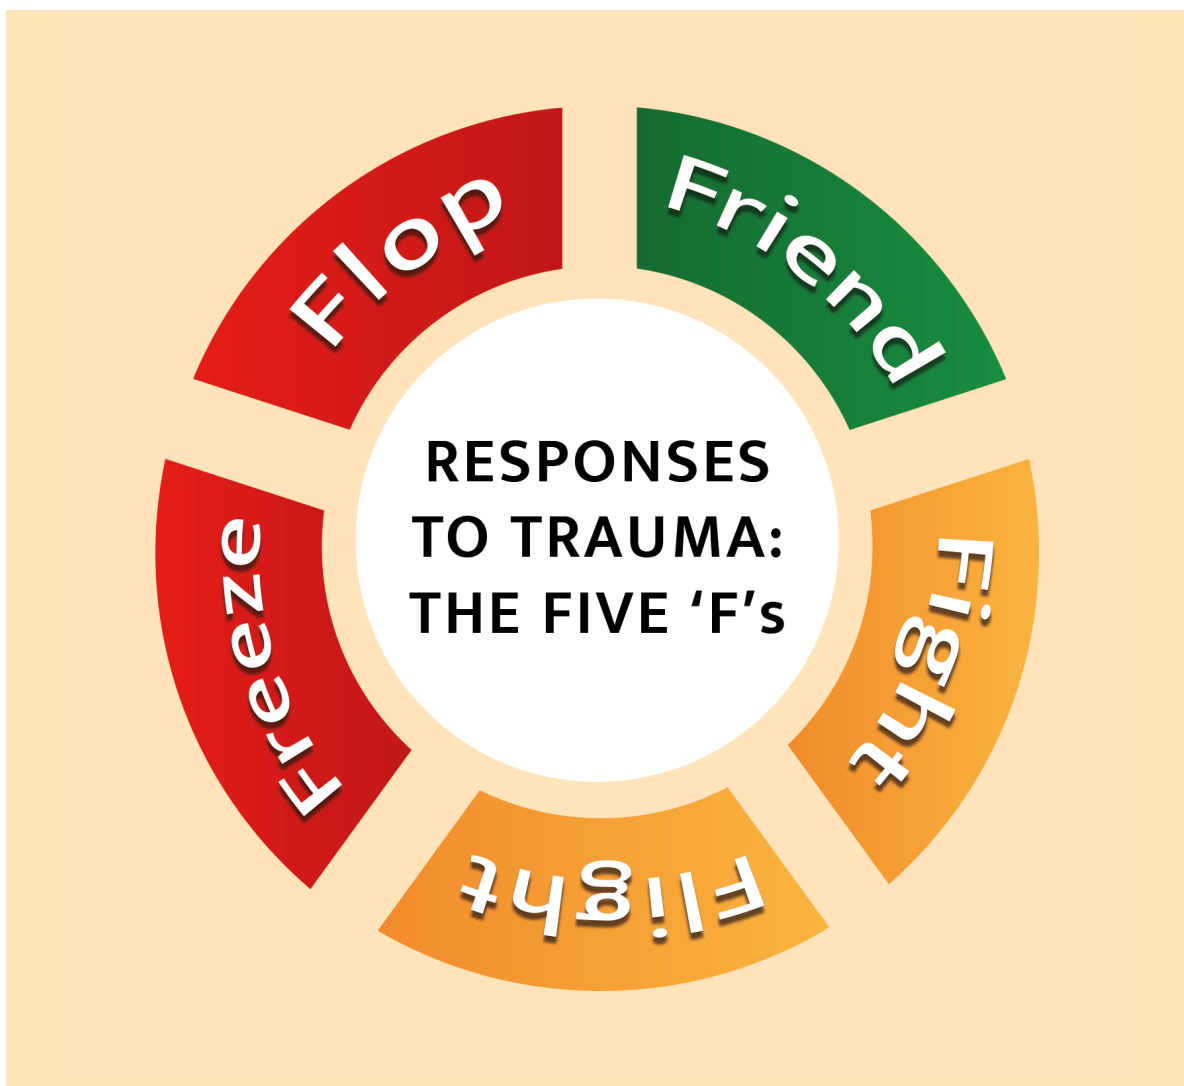 RESPONSES
TO TRAUMA:
THE FIVE ‘F’s
Friend
Fight
Flight
Freeze
Flop